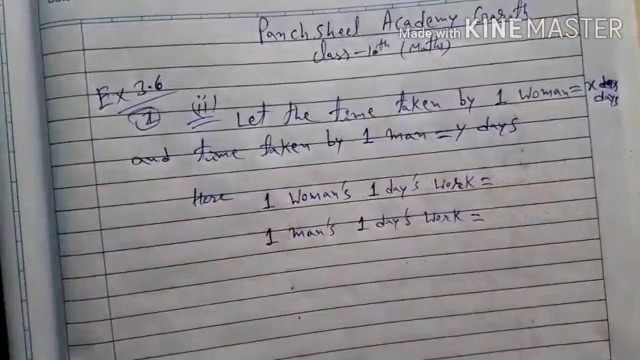 Panchsheel Academy
Made with KINEMASTER
Class - 10th (Maths)
Ex 3.6
(ii) Let the time taken by 1 woman = x days
days
and time taken by 1 man = y days
Here 1 Woman's 1 day's work =
1 man's 1 day's work =